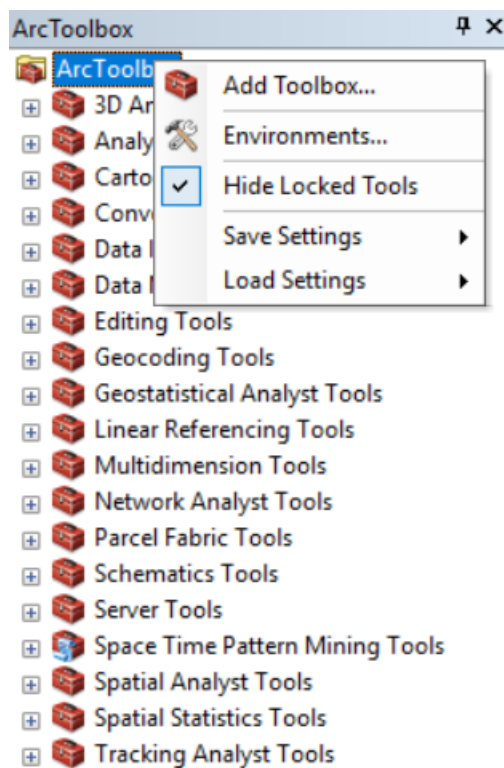 ArcToolbox
ArcToolb
Add Toolbox...
Environments...
Hide Locked Tools
Save Settings
Load Settings
3D An
Analy
Carto
Conv
Data
Data
Editing Tools
Geocoding Tools
Geostatistical Analyst Tools
Linear Referencing Tools
Multidimension Tools
Network Analyst Tools
Parcel Fabric Tools
Schematics Tools
Server Tools
Space Time Pattern Mining Tools
Spatial Analyst Tools
Spatial Statistics Tools
Tracking Analyst Tools